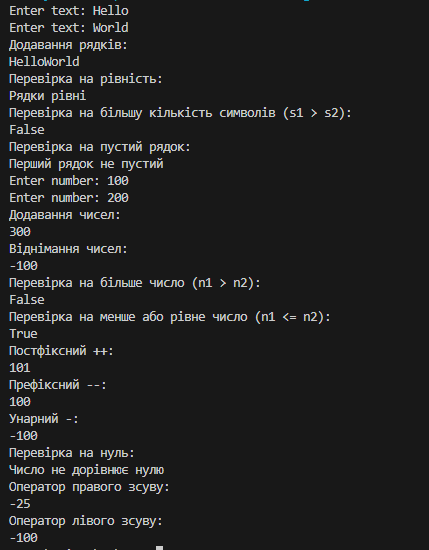 Enter text: Hello
Enter text: World
Додавання рядків:
HelloWorld
Перевірка на рівність:
Рядки рівні
Перевірка на більшу кількість символів (s1 > s2):
False
Перевірка на пустий рядок:
Перший рядок не пустий
Enter number: 100
Enter number: 200
Додавання чисел:
300
Віднімання чисел:
-100
Перевірка на більше число (n1 > n2):
False
Перевірка на менше або рівне число (n1 <= n2):
True
Постфіксний ++:
101
Префіксний --:
100
Унарний -:
-100
Перевірка на нуль:
Число не дорівнює нулю
Оператор правого зсуву:
-25
Оператор лівого зсуву:
-100